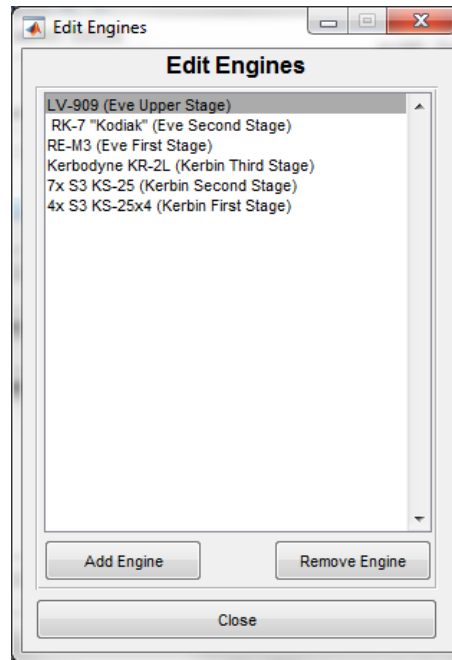 Edit Engines
Edit Engines
LV-909 (Eve Upper Stage)
RK-7 "Kodiak" (Eve Second Stage)
RE-M3 (Eve First Stage)
Kerbodyne KR-2L (Kerbin Third Stage)
7x S3 KS-25 (Kerbin Second Stage)
4x S3 KS-25x4 (Kerbin First Stage)
Add Engine
Remove Engine
Close